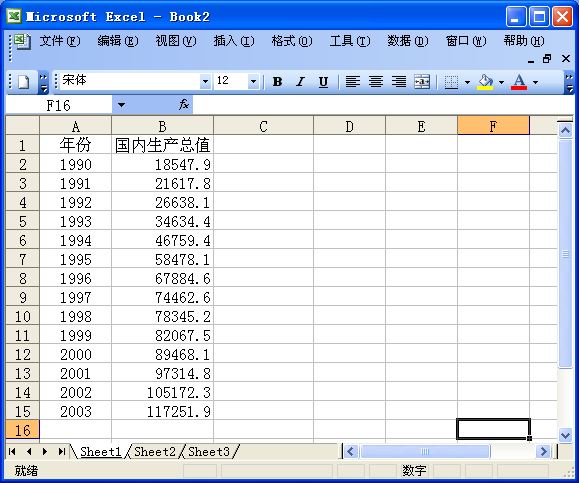 Microsoft Excel - Book2
文件(F) 编辑(E) 视图(V) 插入(I) 格式(O) 工具(T) 数据(D) 窗口(W) 帮助(H)
宋体 12 B I U A
F16 fx
A B C D E F
1 年份 国内生产总值
2 1990 18547.9
3 1991 21617.8
4 1992 26638.1
5 1993 34634.4
6 1994 46759.4
7 1995 58478.1
8 1996 67884.6
9 1997 74462.6
10 1998 78345.2
11 1999 82067.5
12 2000 89468.1
13 2001 97314.8
14 2002 105172.3
15 2003 117251.9
16
Sheet1 Sheet2 Sheet3
就绪 数字